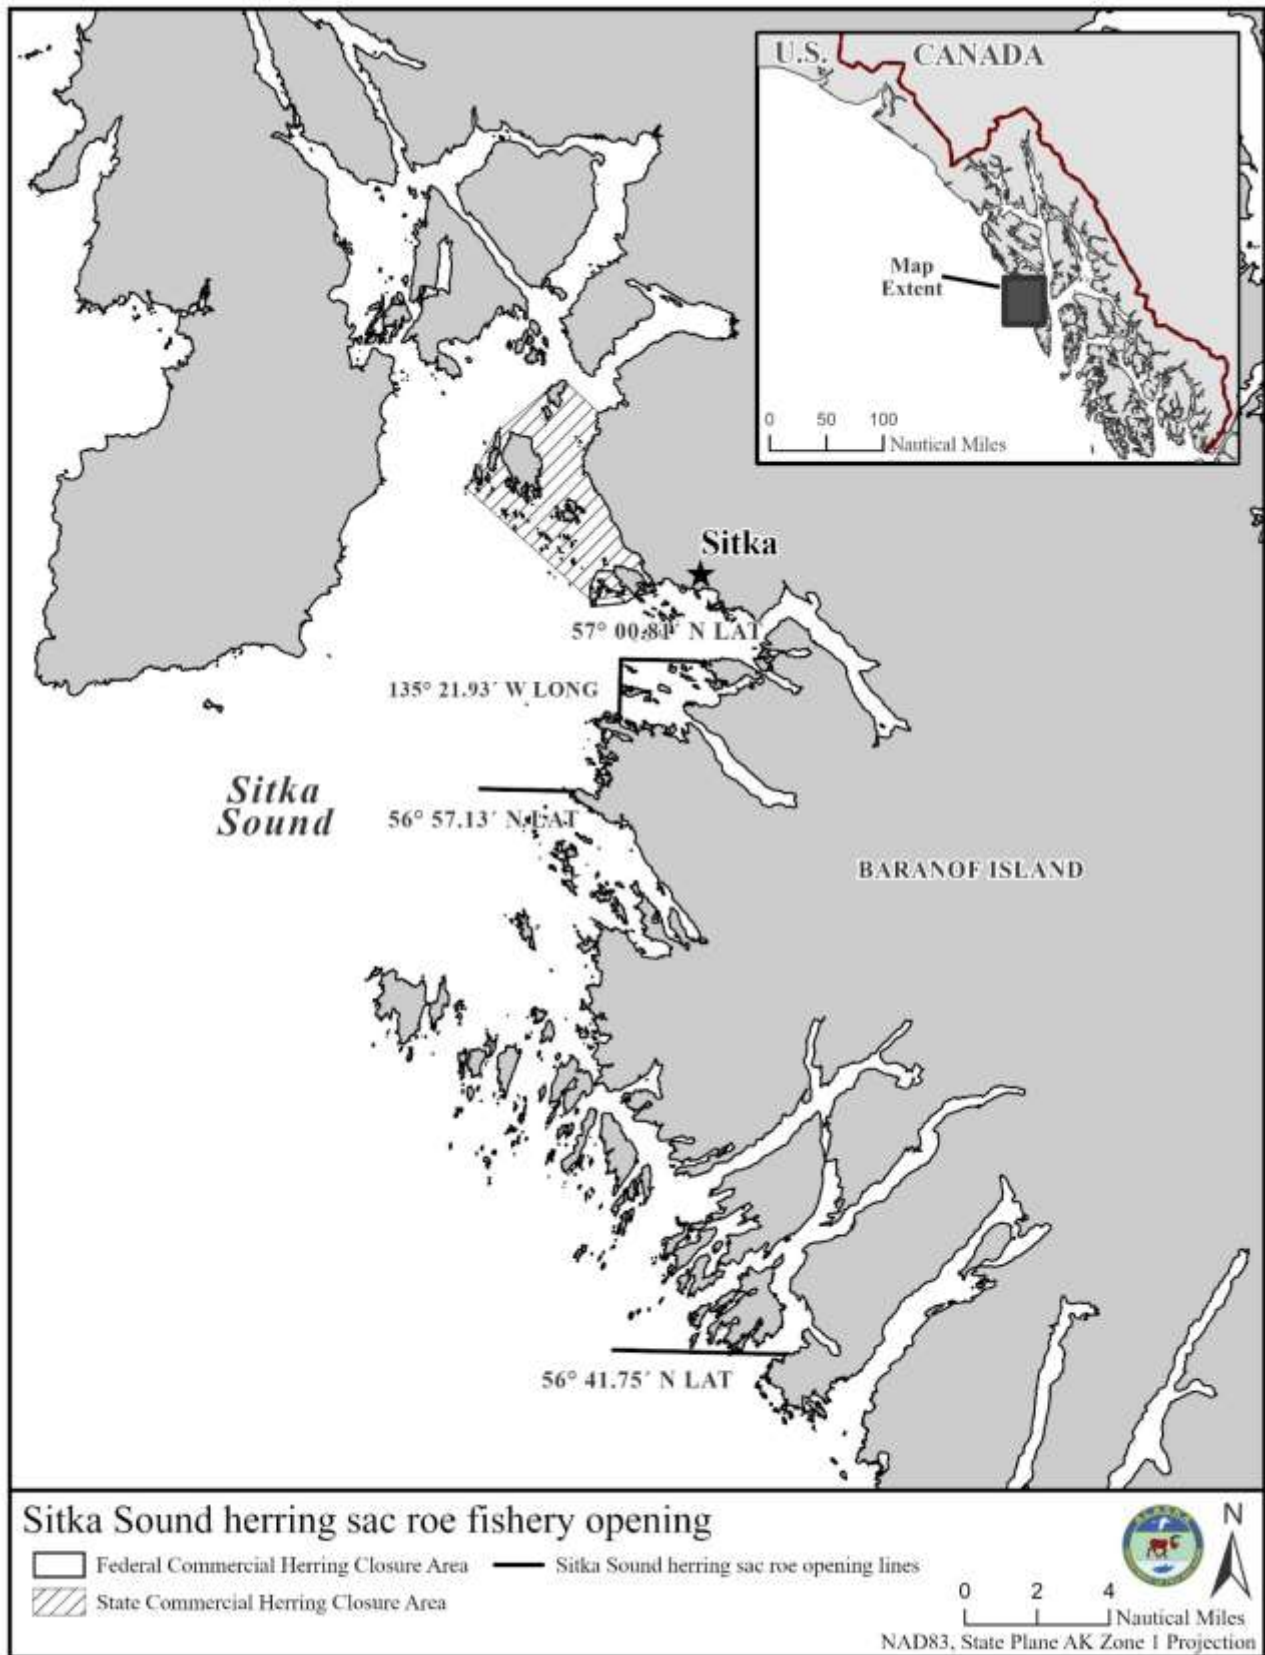 U.S.
CANADA
Map
Extent
0 50 100
Nautical Miles
Sitka
57° 00.81´ N LAT
135° 21.93´ W LONG
Sitka
Sound
56° 57.13´ N LAT
BARANOF ISLAND
56° 41.75´ N LAT
Sitka Sound herring sac roe fishery opening
Federal Commercial Herring Closure Area
Sitka Sound herring sac roe opening lines
State Commercial Herring Closure Area
ALASKA
N
0 2 4
Nautical Miles
NAD83, State Plane AK Zone 1 Projection